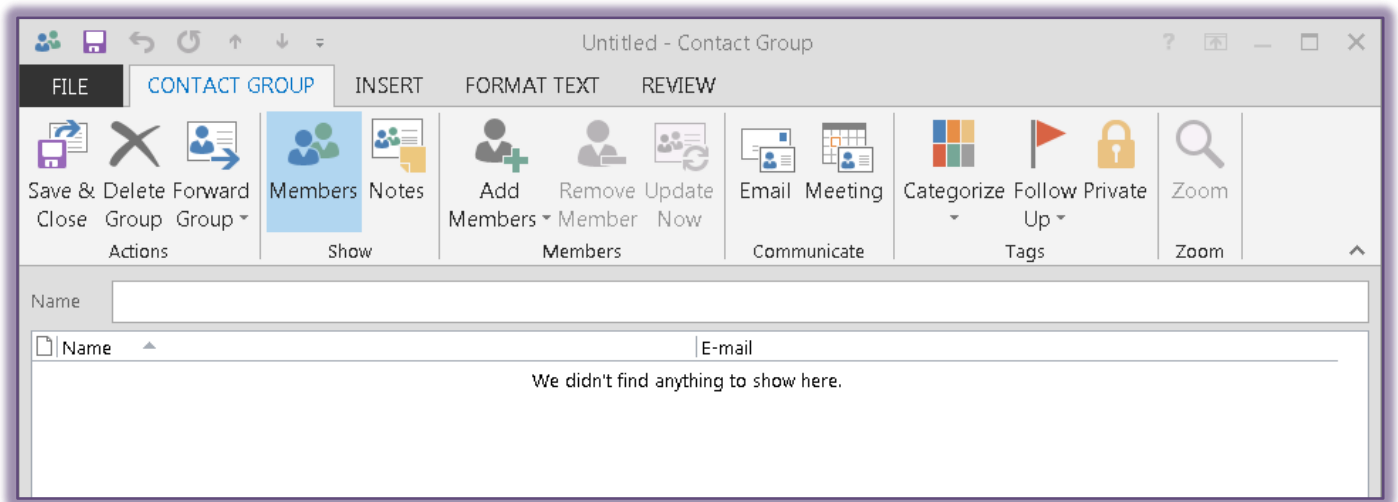 Untitled - Contact Group ?
FILE CONTACT GROUP INSERT FORMAT TEXT REVIEW
Save & Delete Forward Members Notes Add Remove Update Email Meeting Categorize Follow Private Zoom
Close Group Group Members Member Now Up
Actions Show Members Communicate Tags Zoom
Name
Name E-mail
We didn't find anything to show here.